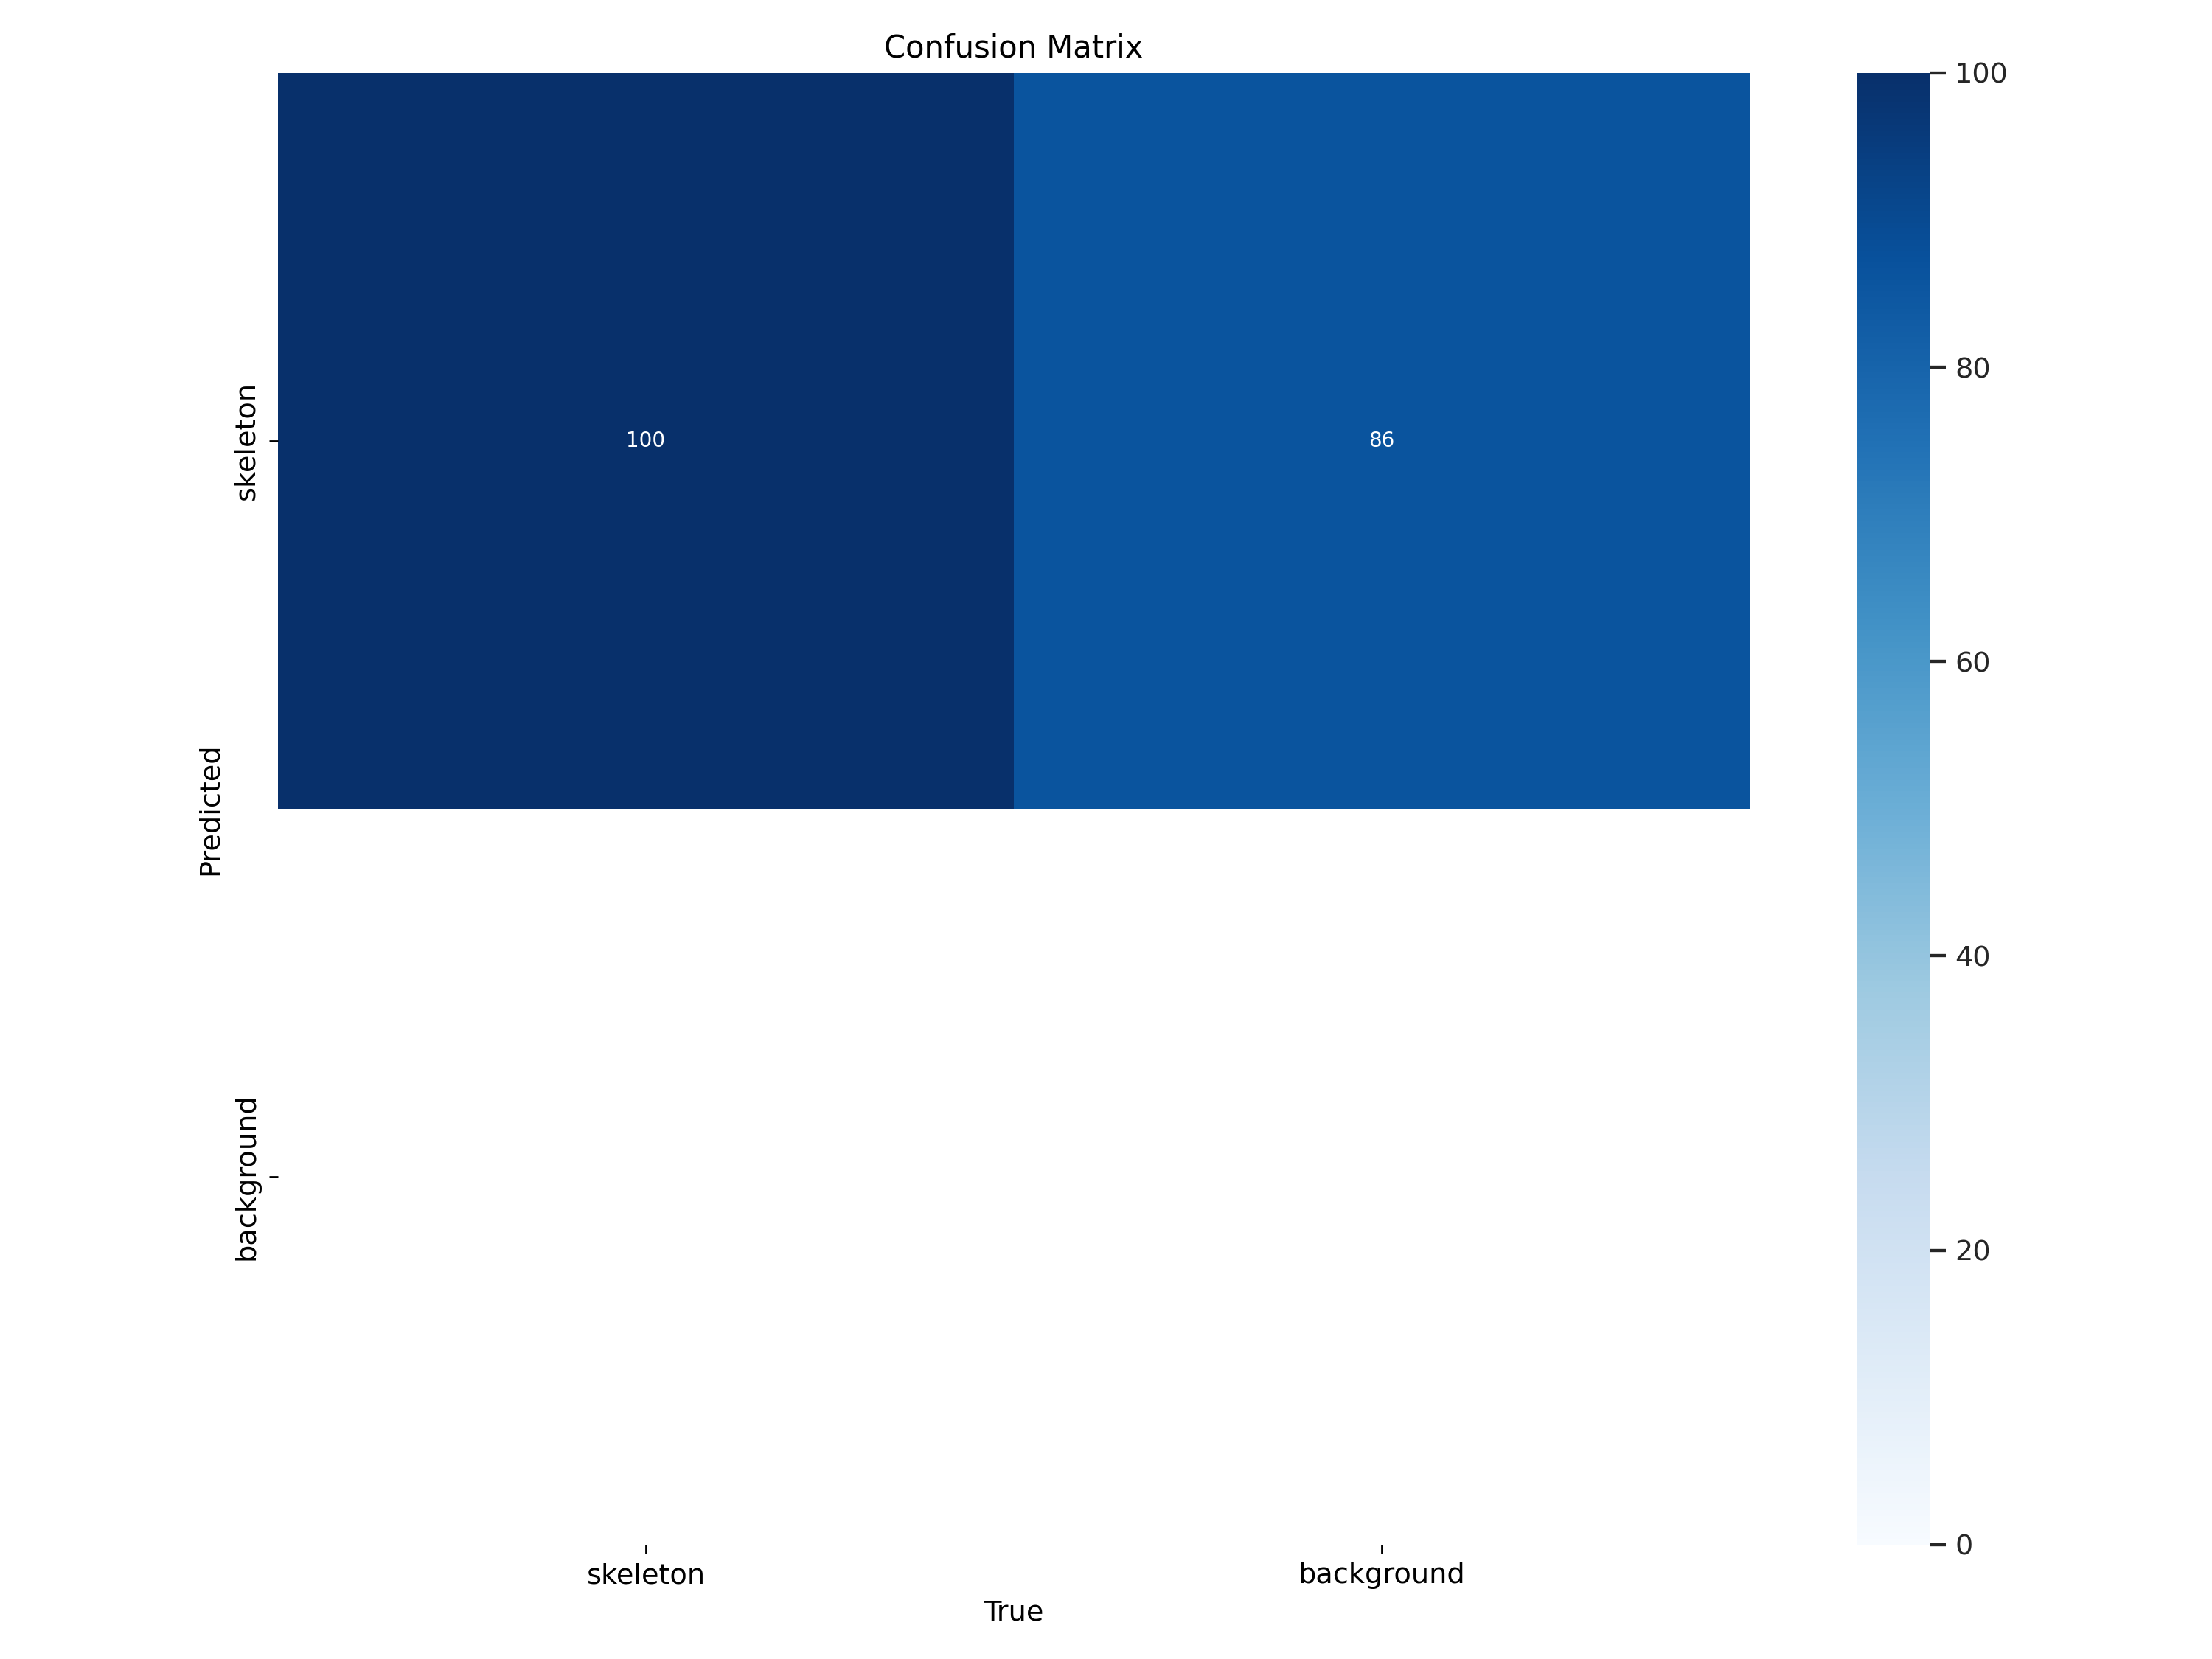 Confusion Matrix
100
86
skeleton
background
Predicted
skeleton
background
True
100
80
60
40
20
0